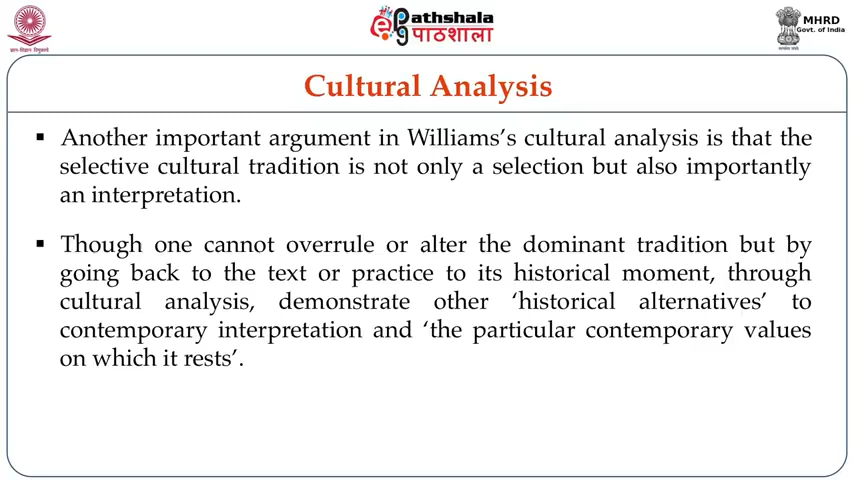 ePathshala
पाठशाला
MHRD
Govt. of India
Cultural Analysis
▪ Another important argument in Williams’s cultural analysis is that the
selective cultural tradition is not only a selection but also importantly
an interpretation.
▪ Though one cannot overrule or alter the dominant tradition but by
going back to the text or practice to its historical moment, through
cultural analysis, demonstrate other ‘historical alternatives’ to
contemporary interpretation and ‘the particular contemporary values
on which it rests’.